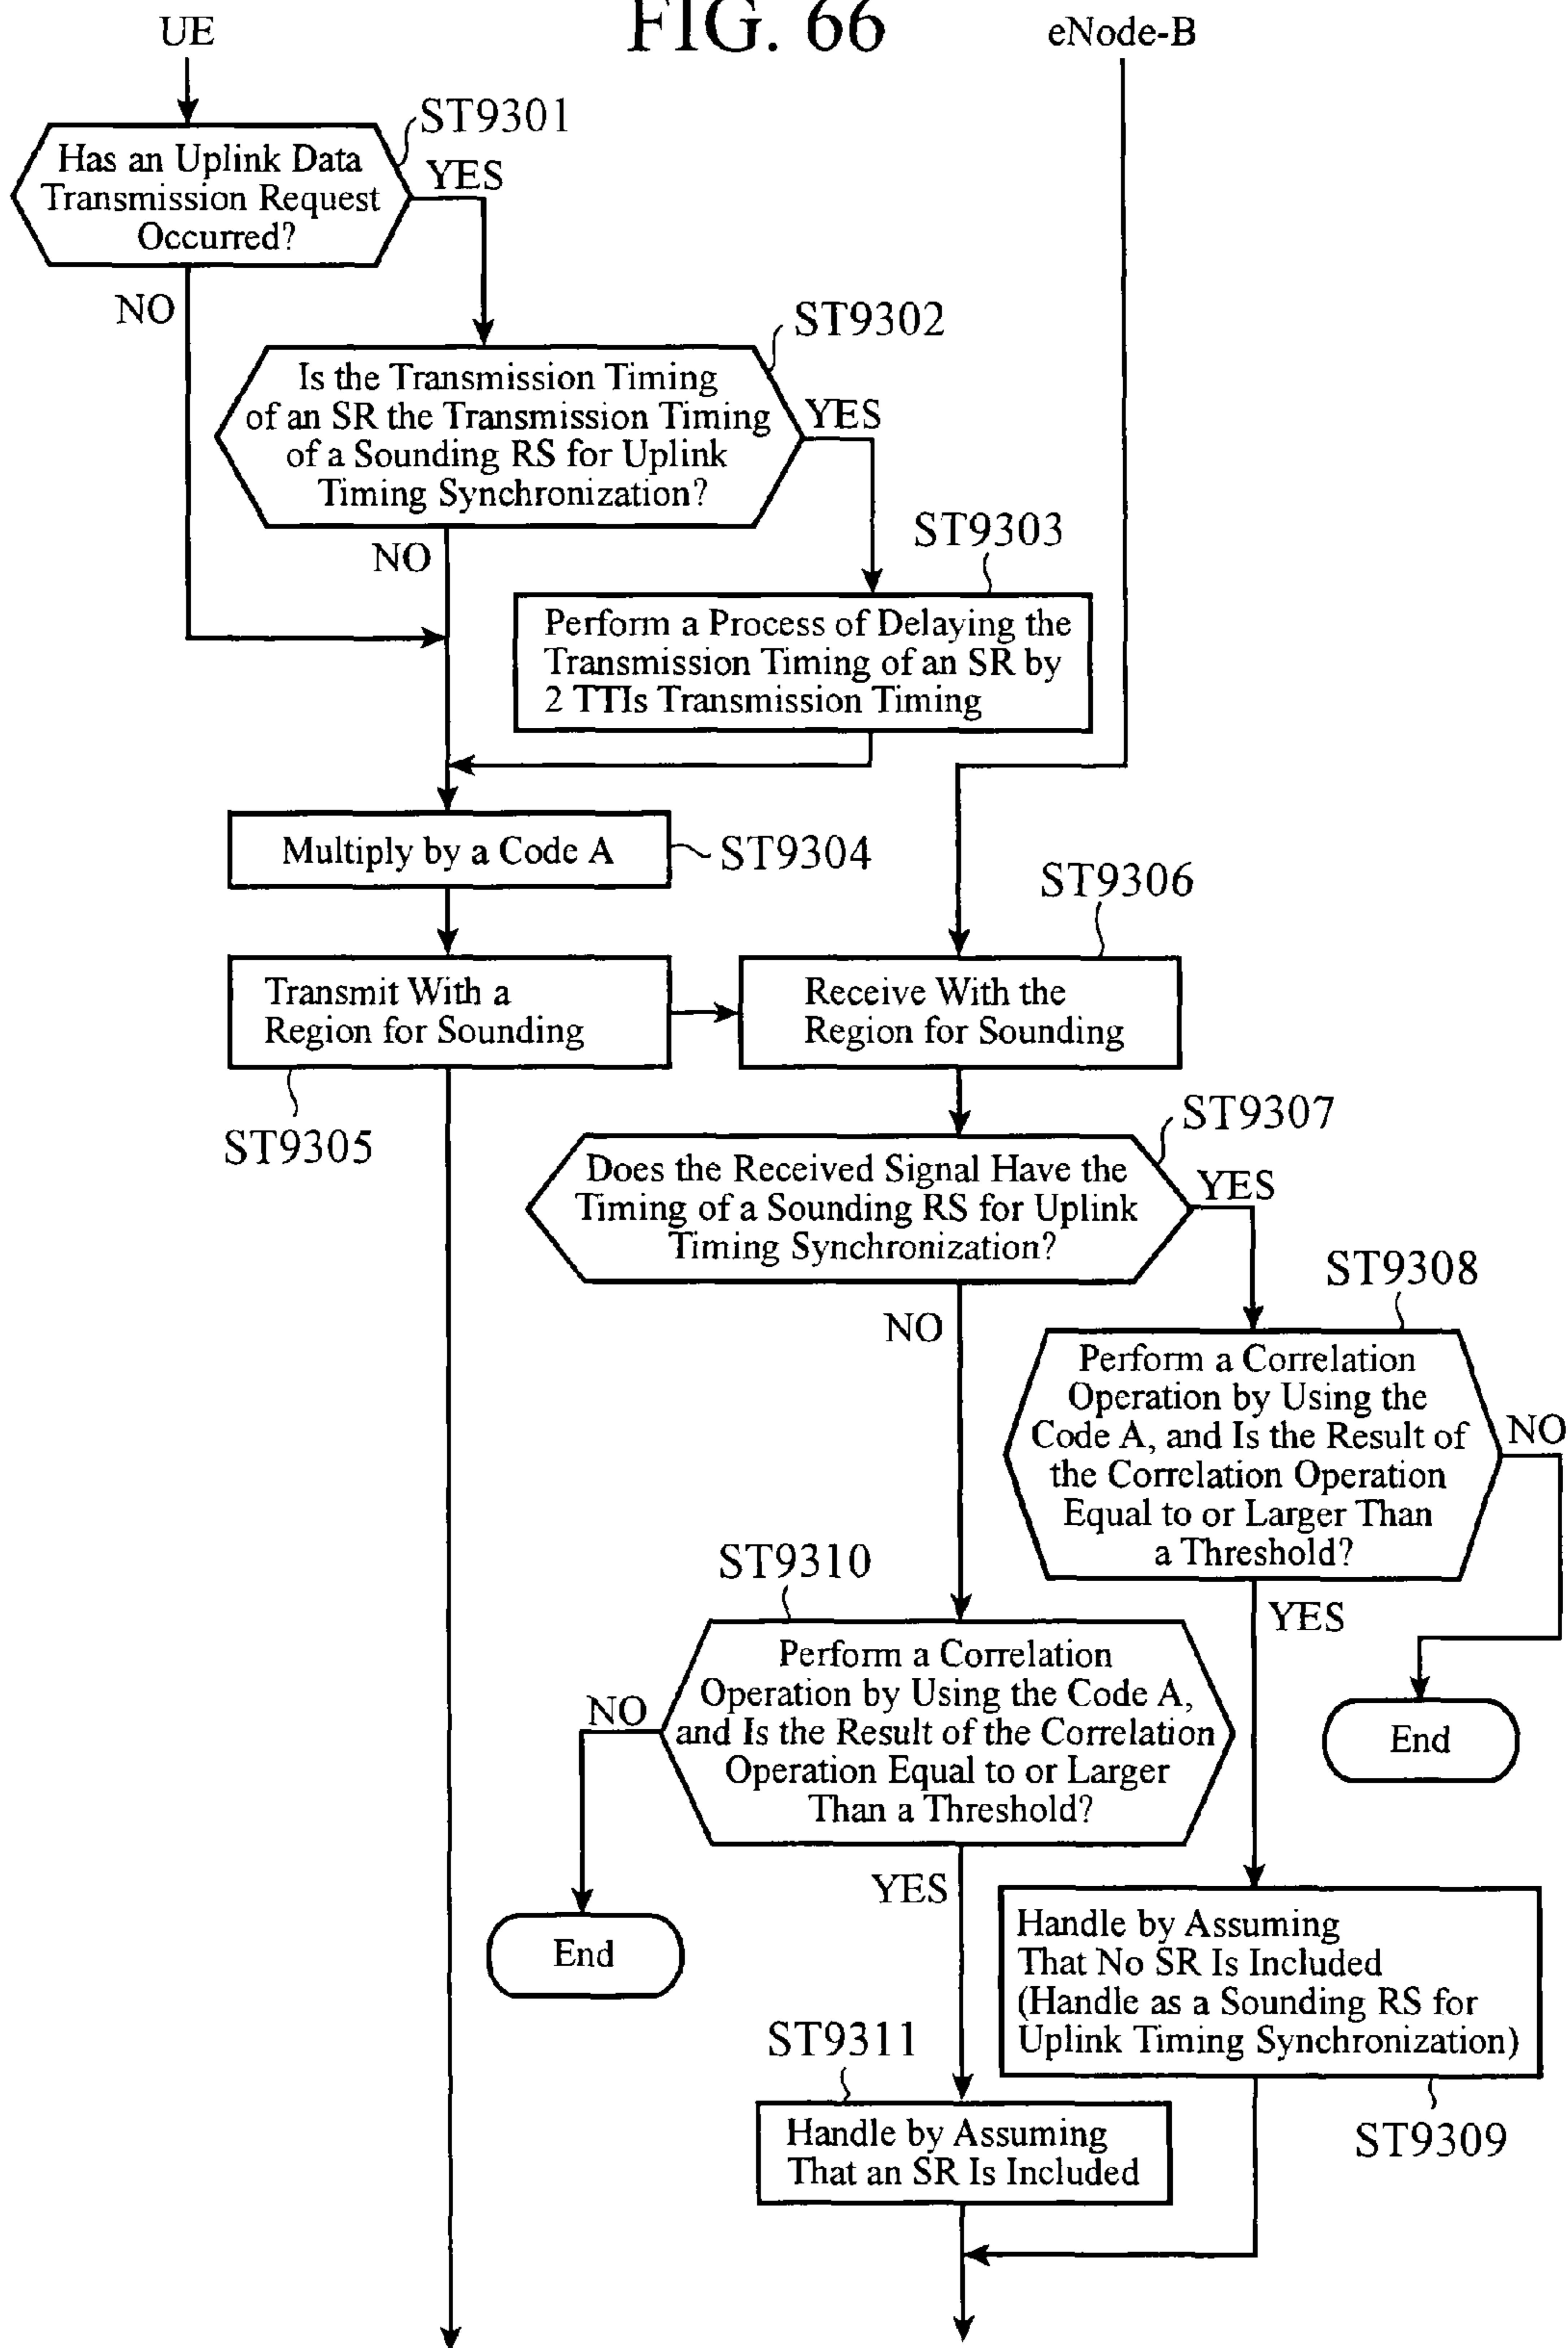 FIG. 66
UE
eNode-B
ST9301
Has an Uplink Data
Transmission Request
Occurred?
YES
NO
ST9302
Is the Transmission Timing
of an SR the Transmission Timing
of a Sounding RS for Uplink
Timing Synchronization?
YES
NO
ST9303
Perform a Process of Delaying the
Transmission Timing of an SR by
2 TTIs Transmission Timing
Multiply by a Code A
ST9304
ST9306
Transmit With a
Region for Sounding
ST9305
Receive With the
Region for Sounding
ST9307
Does the Received Signal Have the
Timing of a Sounding RS for Uplink
Timing Synchronization?
YES
NO
ST9308
Perform a Correlation
Operation by Using the
Code A, and Is the Result of
the Correlation Operation
Equal to or Larger Than
a Threshold?
NO
YES
End
ST9310
Perform a Correlation
Operation by Using the Code A,
and Is the Result of the Correlation
Operation Equal to or Larger
Than a Threshold?
NO
YES
End
Handle by Assuming
That No SR Is Included
(Handle as a Sounding RS for
Uplink Timing Synchronization)
ST9309
ST9311
Handle by Assuming
That an SR Is Included